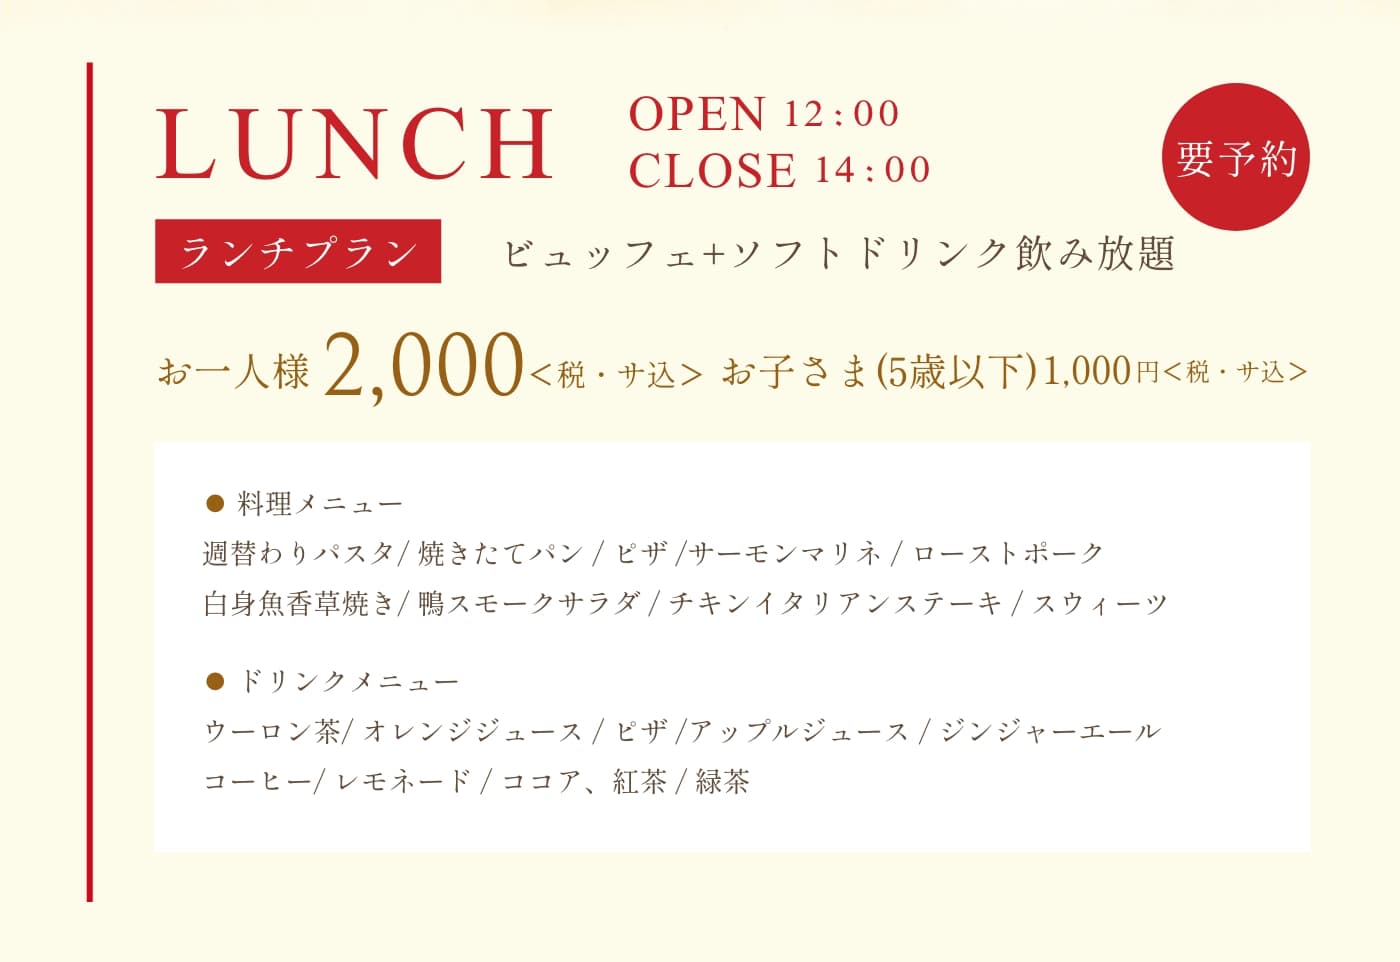 LUNCH
OPEN 12:00
CLOSE 14:00
要予約
ランチプラン
ビュッフェ+ソフトドリンク飲み放題
お一人様 2,000<税・サ込> お子さま(5歳以下)1,000円<税・サ込>
● 料理メニュー
週替わりパスタ/ 焼きたてパン / ピザ /サーモンマリネ / ローストポーク
白身魚香草焼き/ 鴨スモークサラダ / チキンイタリアンステーキ / スウィーツ
● ドリンクメニュー
ウーロン茶/ オレンジジュース / ピザ /アップルジュース / ジンジャーエール
コーヒー/ レモネード / ココア、紅茶 / 緑茶